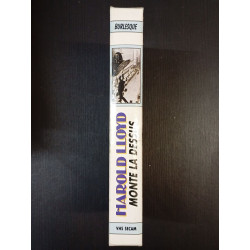 BURLESQUE
HAROLD LLOYD
MONTE LA DESSUS
VHS SECAM